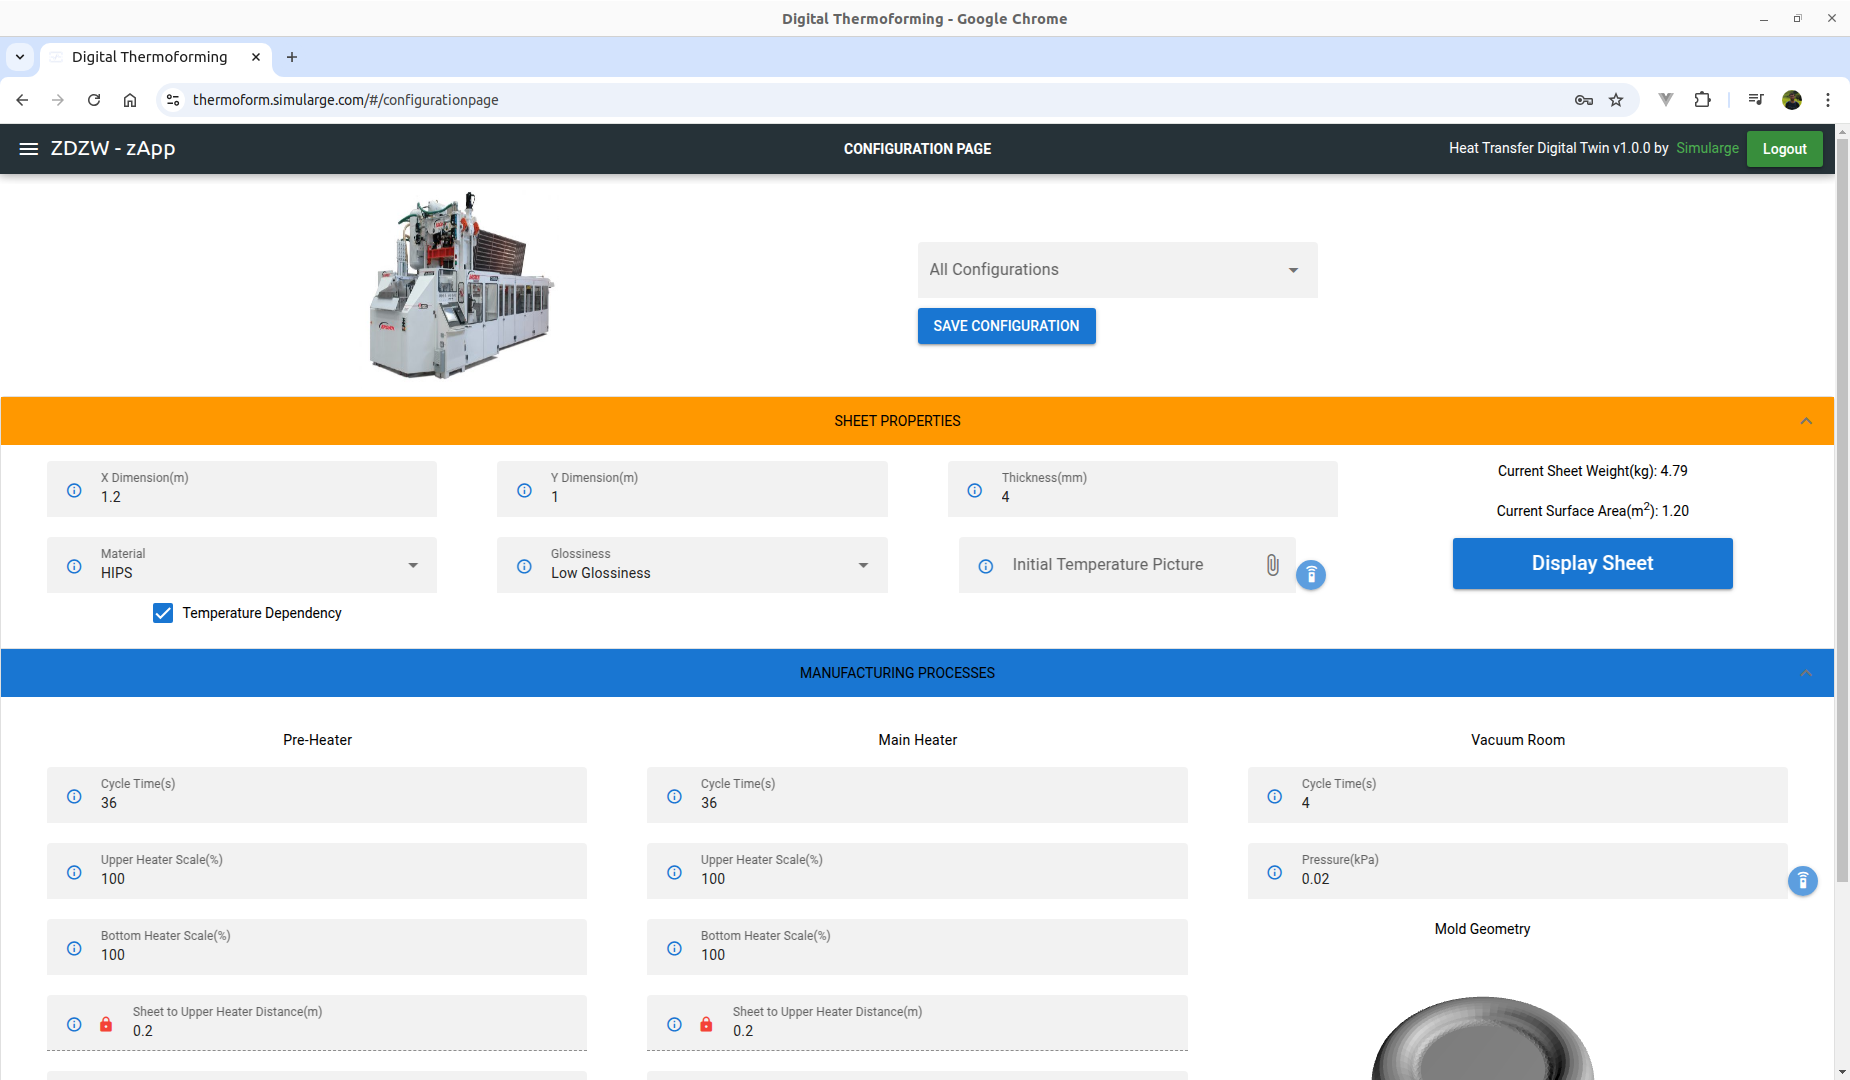 Digital Thermoforming - Google Chrome
Digital Thermoforming
thermoform.simularge.com/#/configurationpage
ZDZW - zApp
CONFIGURATION PAGE
Heat Transfer Digital Twin v1.0.0 by Simularge
Logout
All Configurations
SAVE CONFIGURATION
SHEET PROPERTIES
X Dimension(m)
1.2
Y Dimension(m)
1
Thickness(mm)
4
Current Sheet Weight(kg): 4.79
Current Surface Area(m2): 1.20
Material
HIPS
Glossiness
Low Glossiness
Initial Temperature Picture
Display Sheet
Temperature Dependency
MANUFACTURING PROCESSES
Pre-Heater
Main Heater
Vacuum Room
Cycle Time(s)
36
Cycle Time(s)
36
Cycle Time(s)
4
Upper Heater Scale(%)
100
Upper Heater Scale(%)
100
Pressure(kPa)
0.02
Bottom Heater Scale(%)
100
Bottom Heater Scale(%)
100
Mold Geometry
Sheet to Upper Heater Distance(m)
0.2
Sheet to Upper Heater Distance(m)
0.2